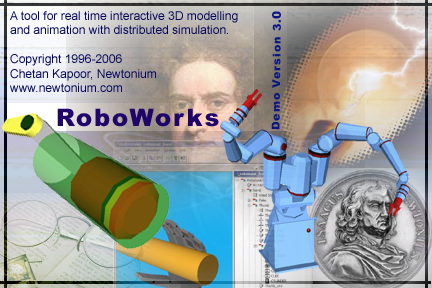 A tool for real time interactive 3D modelling
and animation with distributed simulation.
Copyright 1996-2006
Chetan Kapoor, Newtonium
www.newtonium.com
RoboWorks
Demo Version 3.0